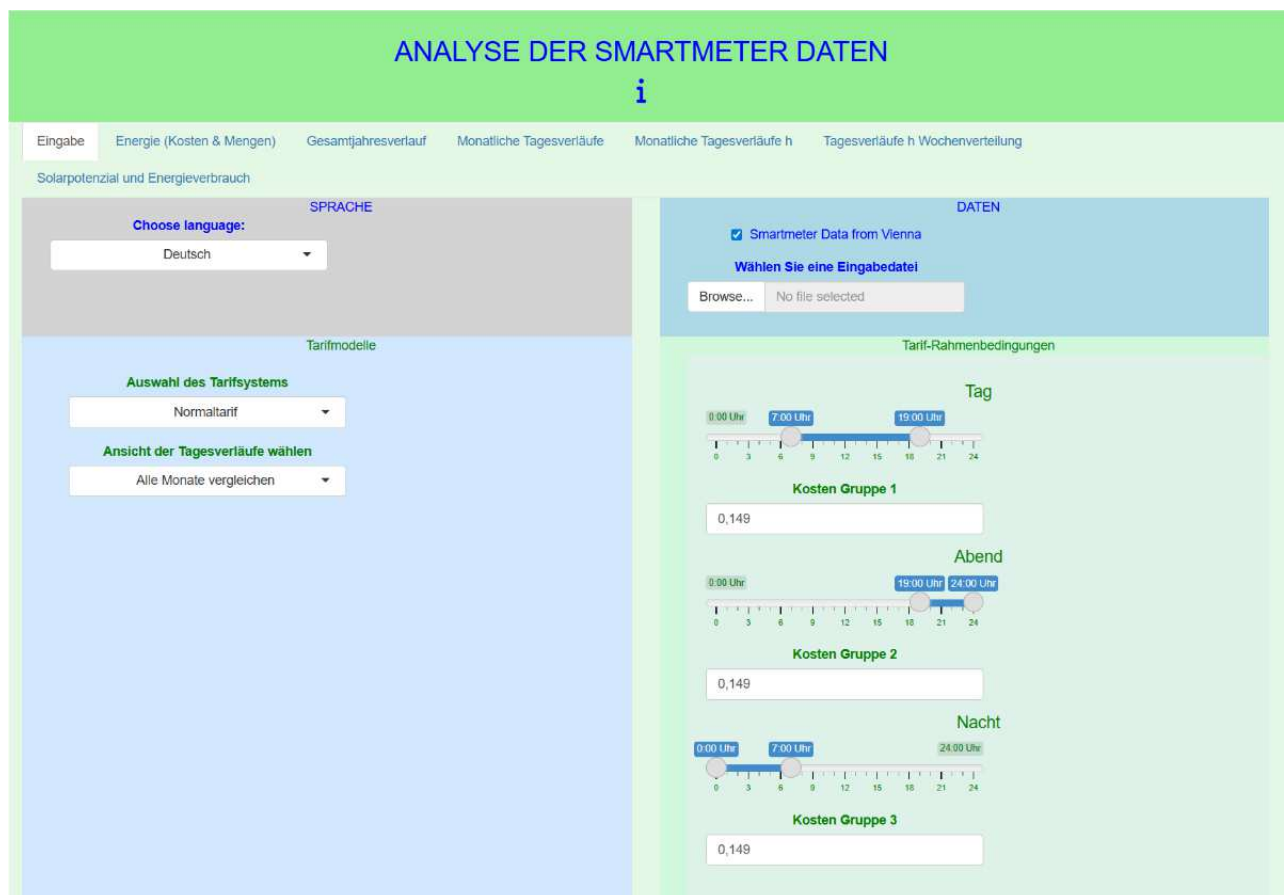 ANALYSE DER SMARTMETER DATEN
i
Eingabe Energie (Kosten & Mengen) Gesamtjahresverlauf Monatliche Tagesverläufe Monatliche Tagesverläufe h Tagesverläufe h Wochenverteilung
Solarpotenzial und Energieverbrauch
SPRACHE
Choose language:
Deutsch
DATEN
Smartmeter Data from Vienna
Wählen Sie eine Eingabedatei
Browse... No file selected
Tarifmodelle
Auswahl des Tarifsystems
Normaltarif
Ansicht der Tagesverläufe wählen
Alle Monate vergleichen
Tarif-Rahmenbedingungen
Tag
0:00 Uhr 7:00 Uhr 19:00 Uhr
0 3 6 9 12 15 18 21 24
Kosten Gruppe 1
0,149
Abend
0:00 Uhr 19:00 Uhr 24:00 Uhr
0 3 6 9 12 15 18 21 24
Kosten Gruppe 2
0,149
Nacht
0:00 Uhr 7:00 Uhr 24:00 Uhr
0 3 6 9 12 15 18 21 24
Kosten Gruppe 3
0,149